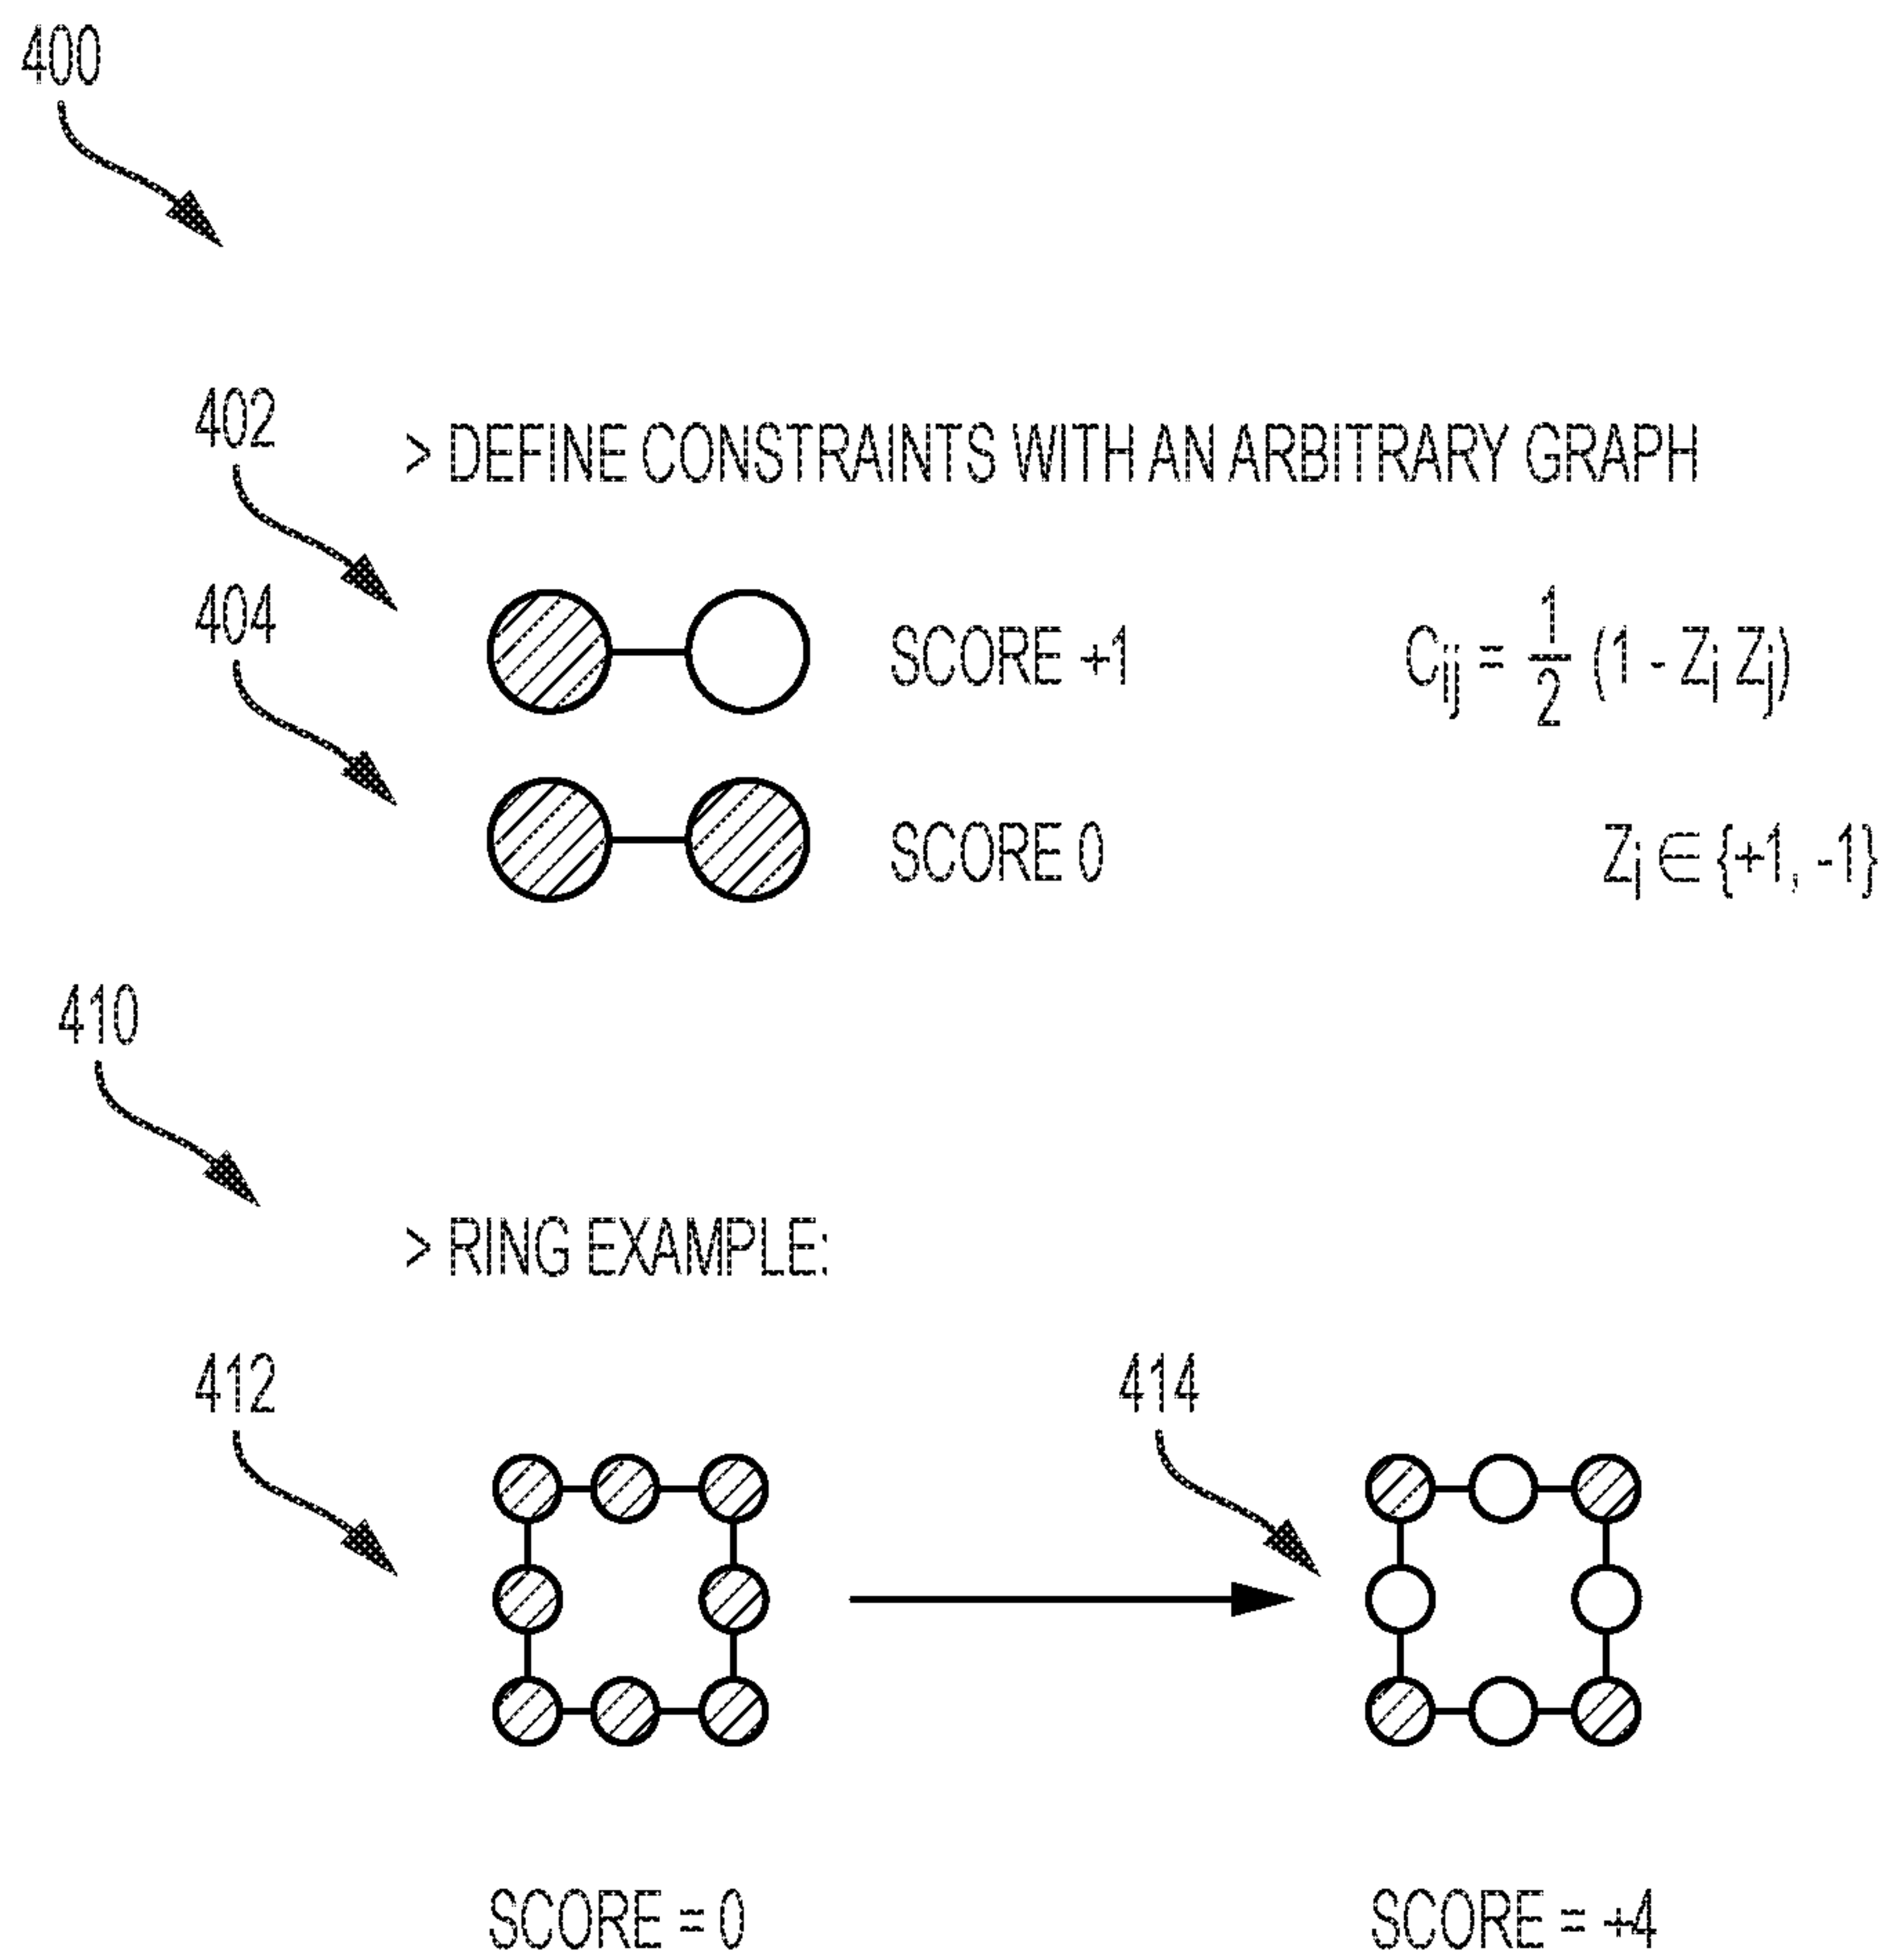 400
402
> DEFINE CONSTRAINTS WITH AN ARBITRARY GRAPH
404
SCORE +1
C_ij = 1/2 (1 - Z_i Z_j)
SCORE 0
Z_i ∈ {+1, -1}
410
> RING EXAMPLE:
412
414
SCORE = 0
SCORE = +4